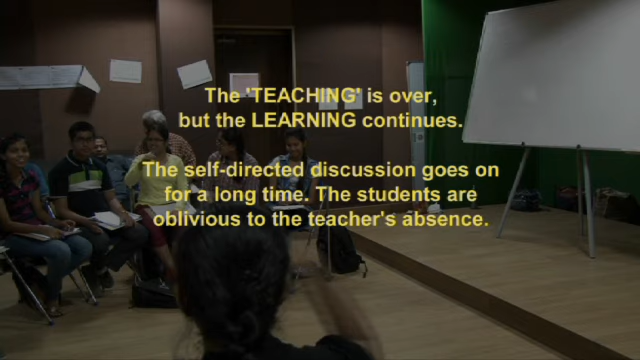 The 'TEACHING' is over,
but the LEARNING continues.
The self-directed discussion goes on
for a long time. The students are
oblivious to the teacher's absence.